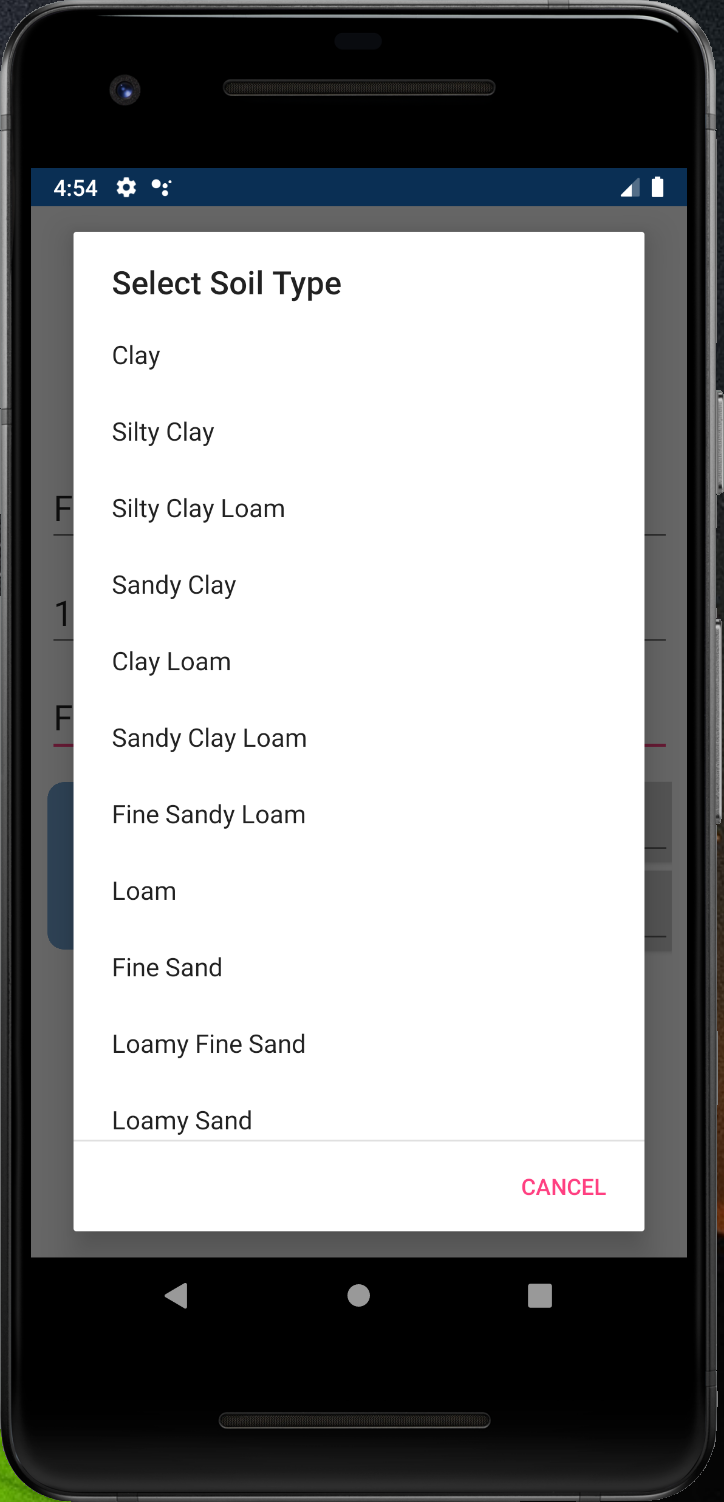 4:54
Select Soil Type
Clay
Silty Clay
Silty Clay Loam
F
Sandy Clay
1
Clay Loam
F
Sandy Clay Loam
Fine Sandy Loam
Loam
Fine Sand
Loamy Fine Sand
Loamy Sand
CANCEL